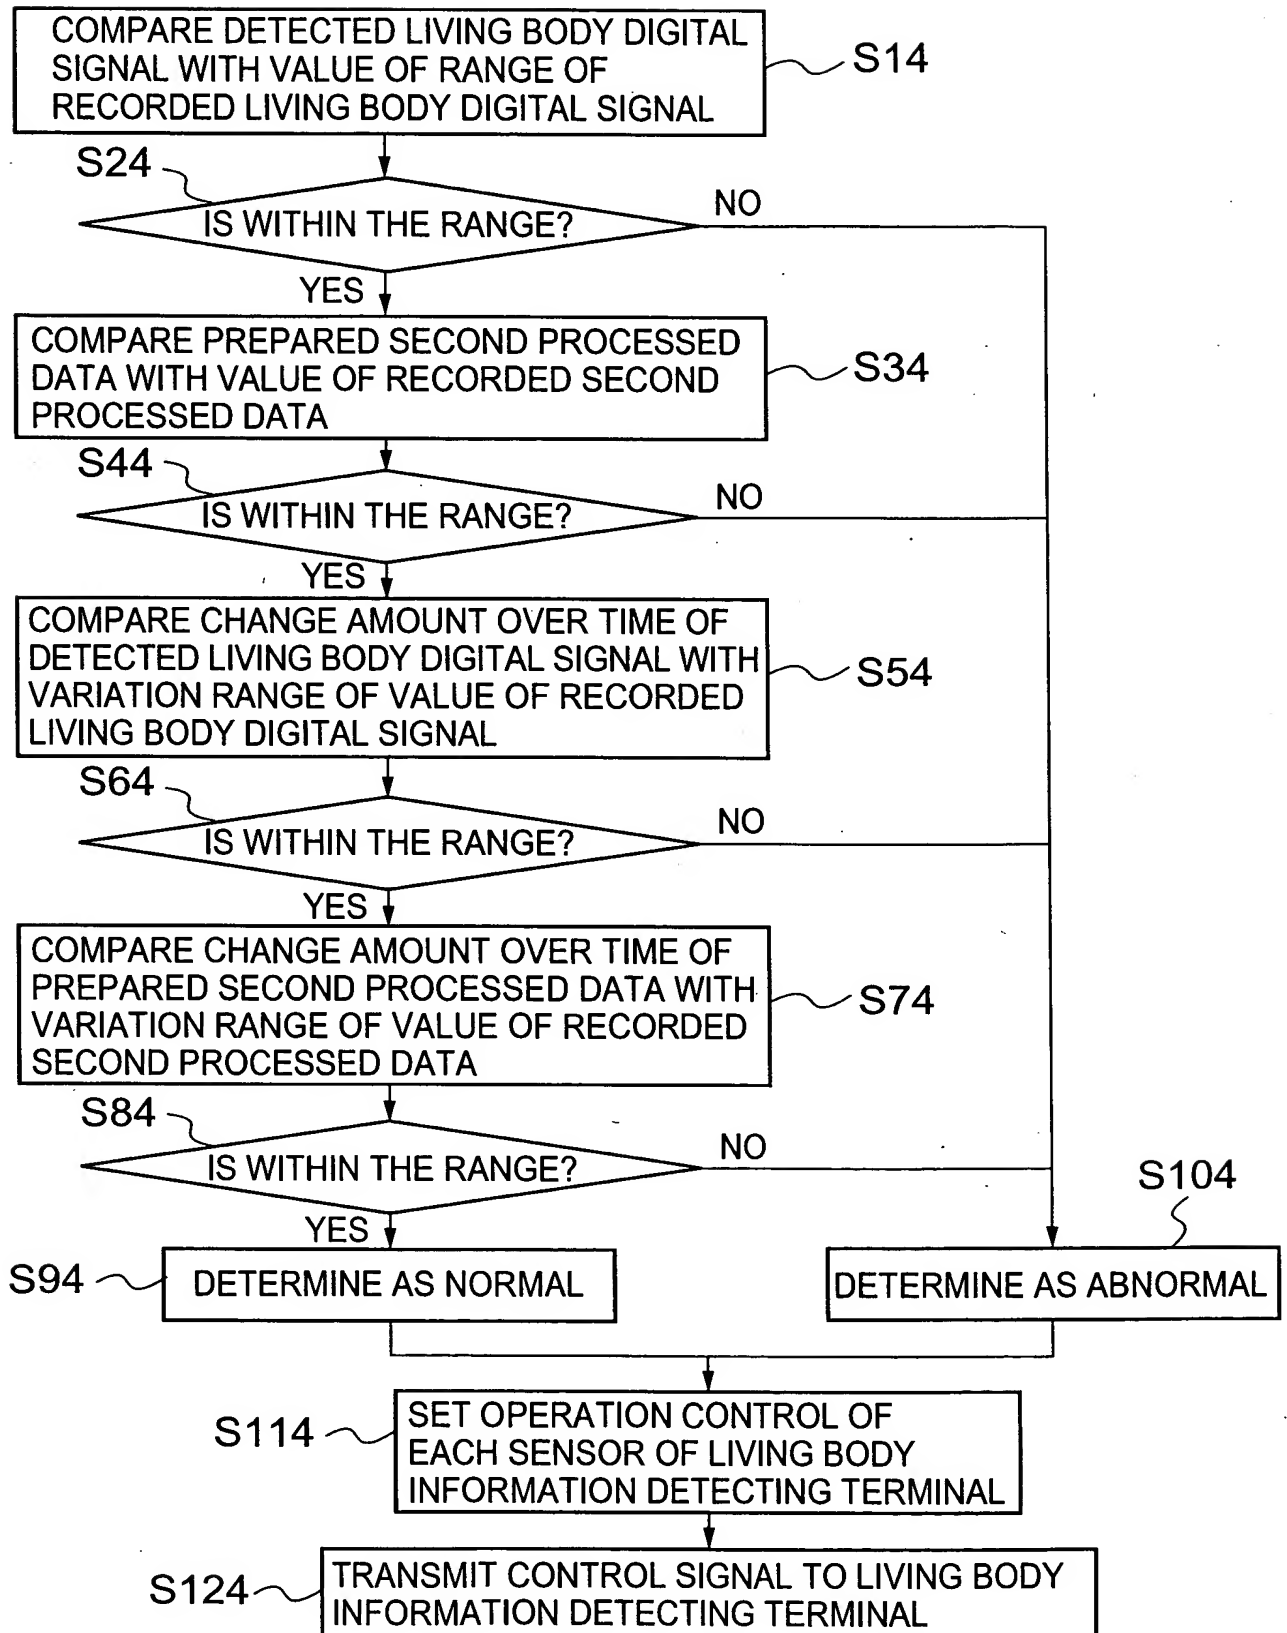 COMPARE DETECTED LIVING BODY DIGITAL
SIGNAL WITH VALUE OF RANGE OF
RECORDED LIVING BODY DIGITAL SIGNAL
S14
S24
IS WITHIN THE RANGE?
NO
YES
COMPARE PREPARED SECOND PROCESSED
DATA WITH VALUE OF RECORDED SECOND
PROCESSED DATA
S34
S44
IS WITHIN THE RANGE?
NO
YES
COMPARE CHANGE AMOUNT OVER TIME OF
DETECTED LIVING BODY DIGITAL SIGNAL WITH
VARIATION RANGE OF VALUE OF RECORDED
LIVING BODY DIGITAL SIGNAL
S54
S64
IS WITHIN THE RANGE?
NO
YES
COMPARE CHANGE AMOUNT OVER TIME OF
PREPARED SECOND PROCESSED DATA WITH
VARIATION RANGE OF VALUE OF RECORDED
SECOND PROCESSED DATA
S74
S84
IS WITHIN THE RANGE?
NO
YES
S94
DETERMINE AS NORMAL
S104
DETERMINE AS ABNORMAL
S114
SET OPERATION CONTROL OF
EACH SENSOR OF LIVING BODY
INFORMATION DETECTING TERMINAL
S124
TRANSMIT CONTROL SIGNAL TO LIVING BODY
INFORMATION DETECTING TERMINAL